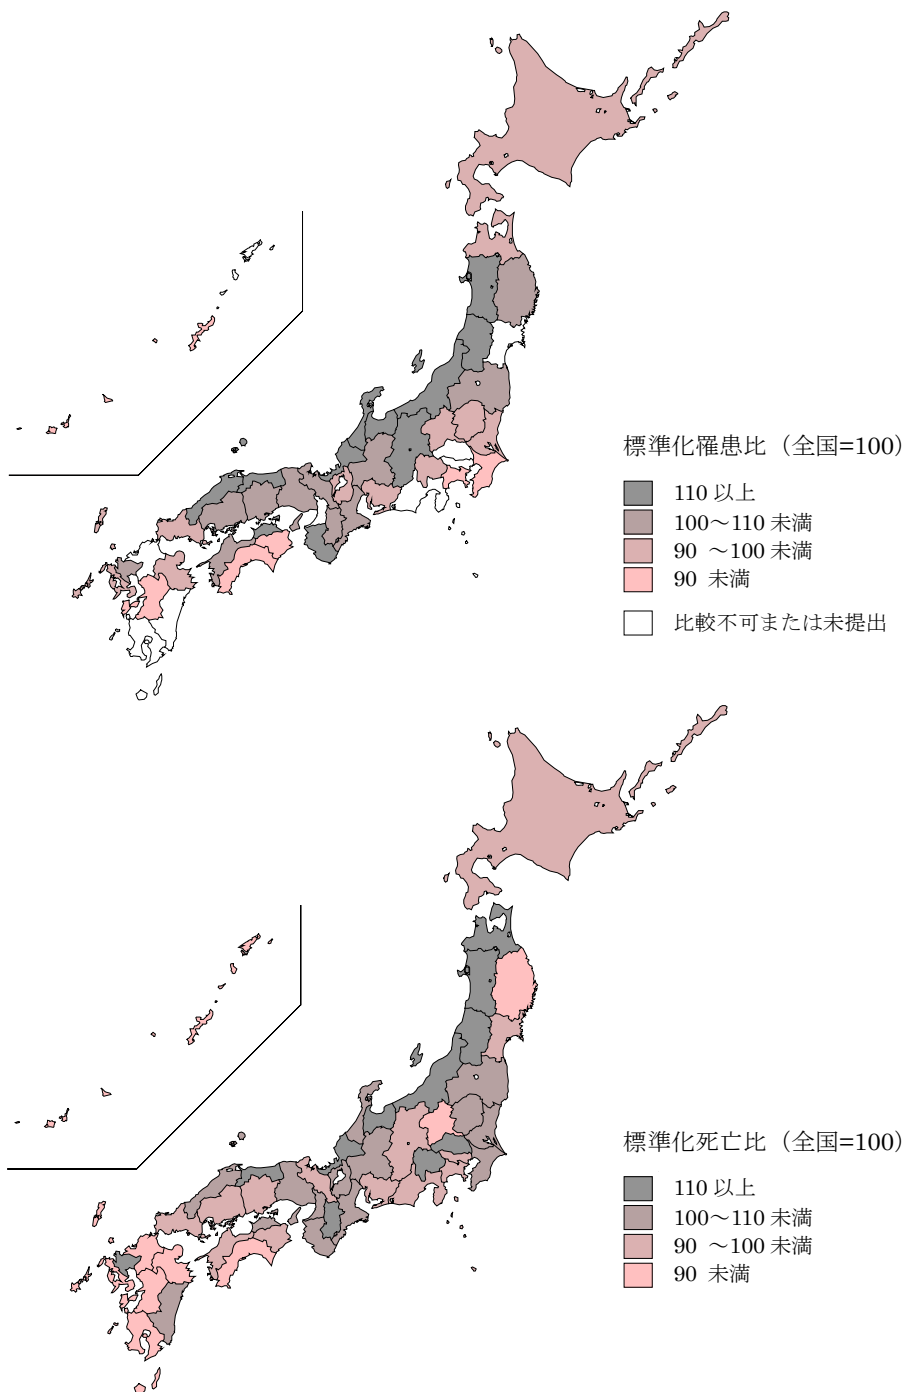 標準化罹患比（全国=100）
110 以上
100～110 未満
90 ～100 未満
90 未満
比較不可または未提出
標準化死亡比（全国=100）
110 以上
100～110 未満
90 ～100 未満
90 未満